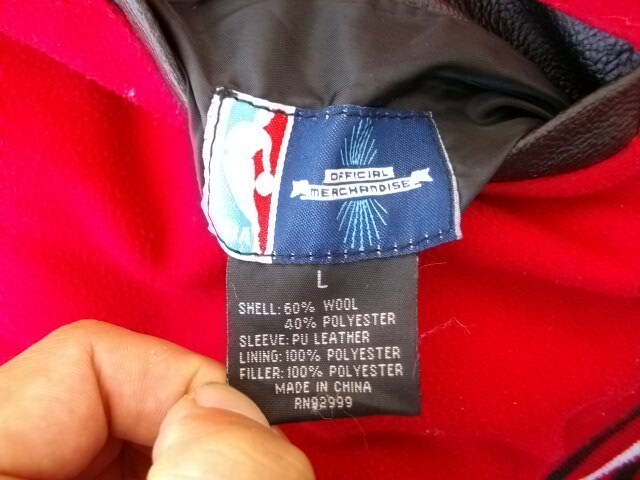 OFFICIAL
MERCHANDISE
L
SHELL: 60% WOOL
40% POLYESTER
SLEEVE: PU LEATHER
LINING: 100% POLYESTER
FILLER: 100% POLYESTER
MADE IN CHINA
RN92999